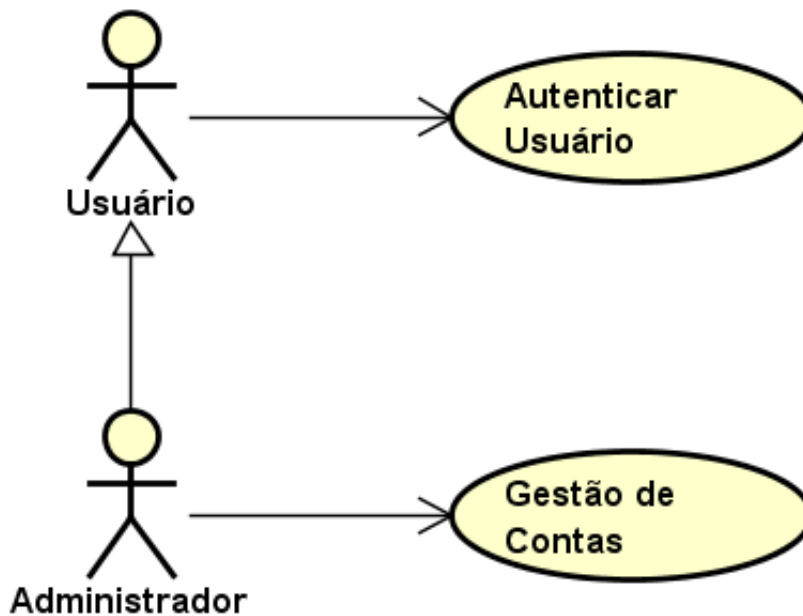 Autenticar
Usuário
Usuário
Gestão de
Contas
Administrador